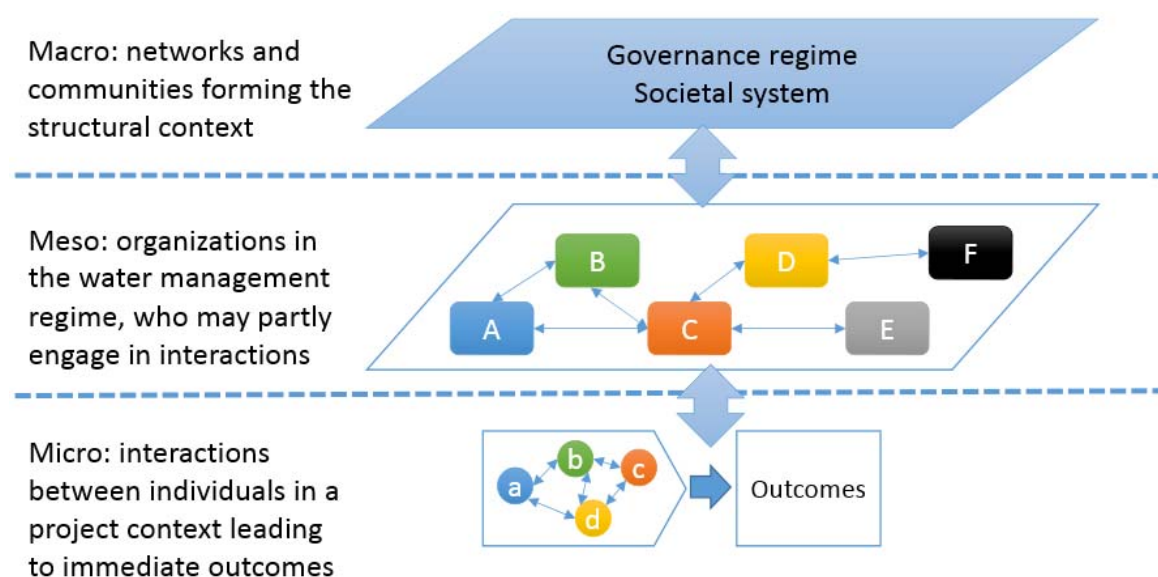 Macro: networks and
communities forming the
structural context
Governance regime
Societal system
Meso: organizations in
the water management
regime, who may partly
engage in interactions
B
D
F
A
C
E
Micro: interactions
between individuals in a
project context leading
to immediate outcomes
b
c
a
d
Outcomes